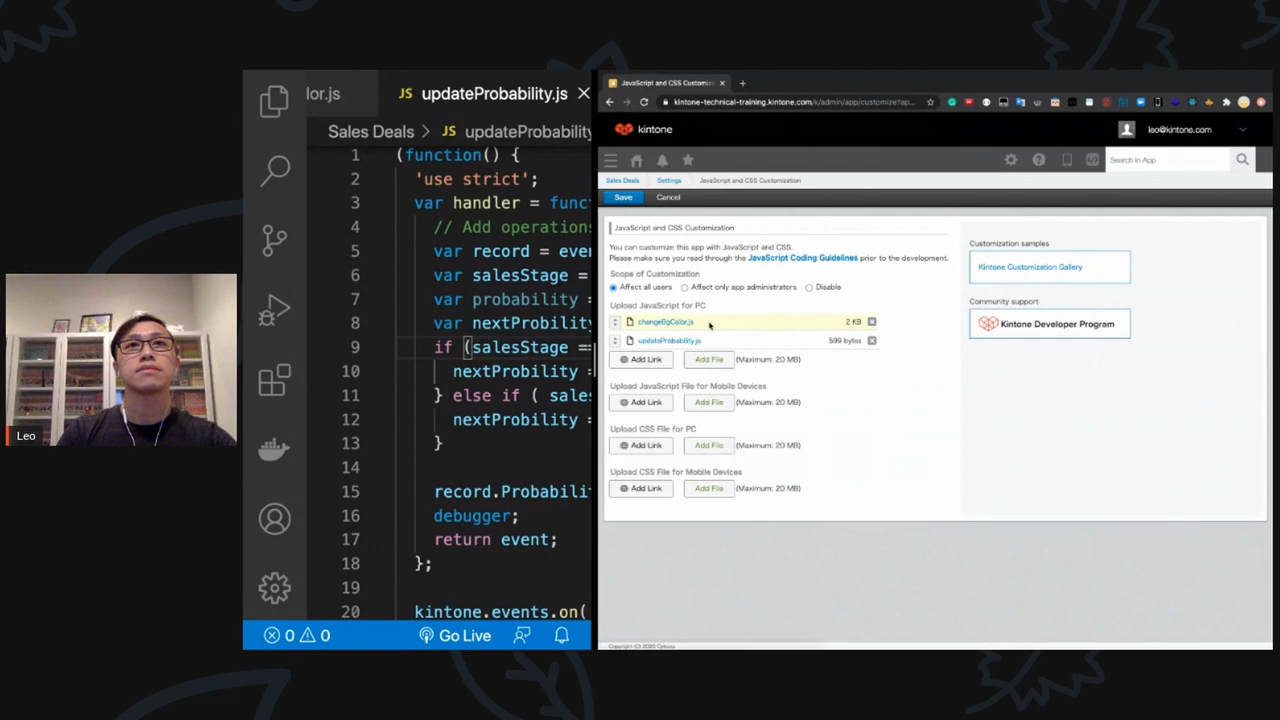 Leo
lor.js
JS updateProbability.js
Sales Deals > JS updateProbability
1 (function() {
2 'use strict';
3 var handler = func
4 // Add operations
5 var record = eve
6 var salesStage =
7 var probability =
8 var nextProbility
9 if (salesStage ==
10 nextProbility =
11 } else if ( sales
12 nextProbility =
13 }
14
15 record.Probabili
16 debugger;
17 return event;
18 };
19
20 kintone.events.on(
0 0 Go Live
JavaScript and CSS Customiz
kintone-technical-training.kintone.com/k/admin/app/customize?ap...
kintone
leo@kintone.com
Search in App
Sales Deals Settings JavaScript and CSS Customization
Save Cancel
JavaScript and CSS Customization
You can customize this app with JavaScript and CSS.
Please make sure you read through the JavaScript Coding Guidelines prior to the development.
Scope of Customization
Affect all users Affect only app administrators Disable
Upload JavaScript for PC
changeBgColor.js 2 KB
updateProbability.js 599 bytes
Add Link Add File (Maximum: 20 MB)
Upload JavaScript File for Mobile Devices
Add Link Add File (Maximum: 20 MB)
Upload CSS File for PC
Add Link Add File (Maximum: 20 MB)
Upload CSS File for Mobile Devices
Add Link Add File (Maximum: 20 MB)
Customization samples
Kintone Customization Gallery
Community support
Kintone Developer Program
Copyright (C) 2020 Cybozu